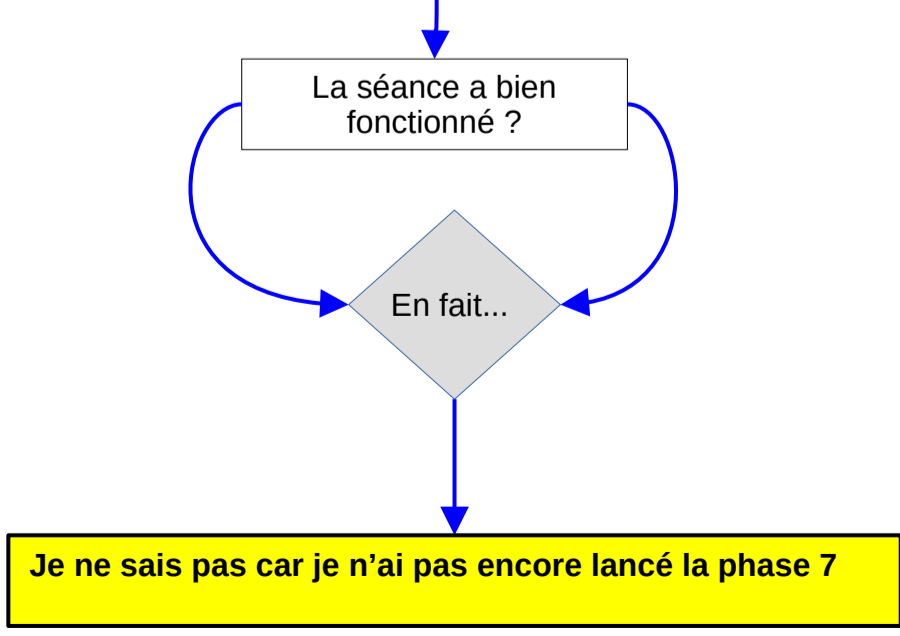 La séance a bien
fonctionné ?
En fait...
Je ne sais pas car je n’ai pas encore lancé la phase 7